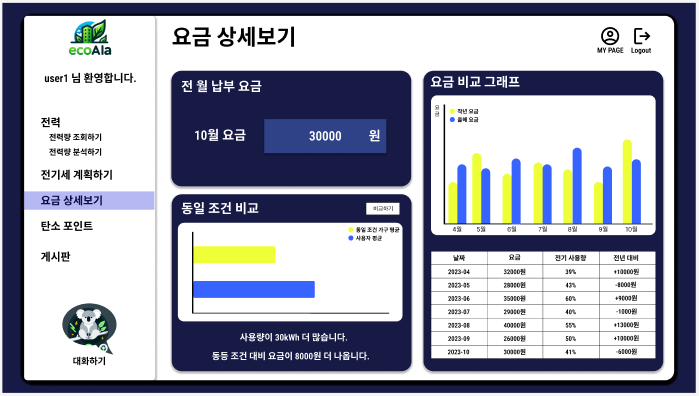 ecoAla
user1 님 환영합니다.
전력
전력량 조회하기
전력량 분석하기
전기세 계획하기
요금 상세보기
탄소 포인트
게시판
대화하기
요금 상세보기
MY PAGE
Logout
전 월 납부 요금
10월 요금 30000 원
동일 조건 비교
비교하기
동일 조건 가구 평균
사용자 평균
사용량이 30kWh 더 많습니다.
동등 조건 대비 요금이 8000원 더 나옵니다.
요금 비교 그래프
요금
작년 요금
올해 요금
4월 5월 6월 7월 8월 9월 10월
날짜 요금 전기 사용량 전년 대비
2023-04 32000원 39% +10000원
2023-05 28000원 43% -8000원
2023-06 35000원 60% +9000원
2023-07 29000원 40% -1000원
2023-08 40000원 55% +13000원
2023-09 26000원 50% +10000원
2023-10 30000원 41% -6000원